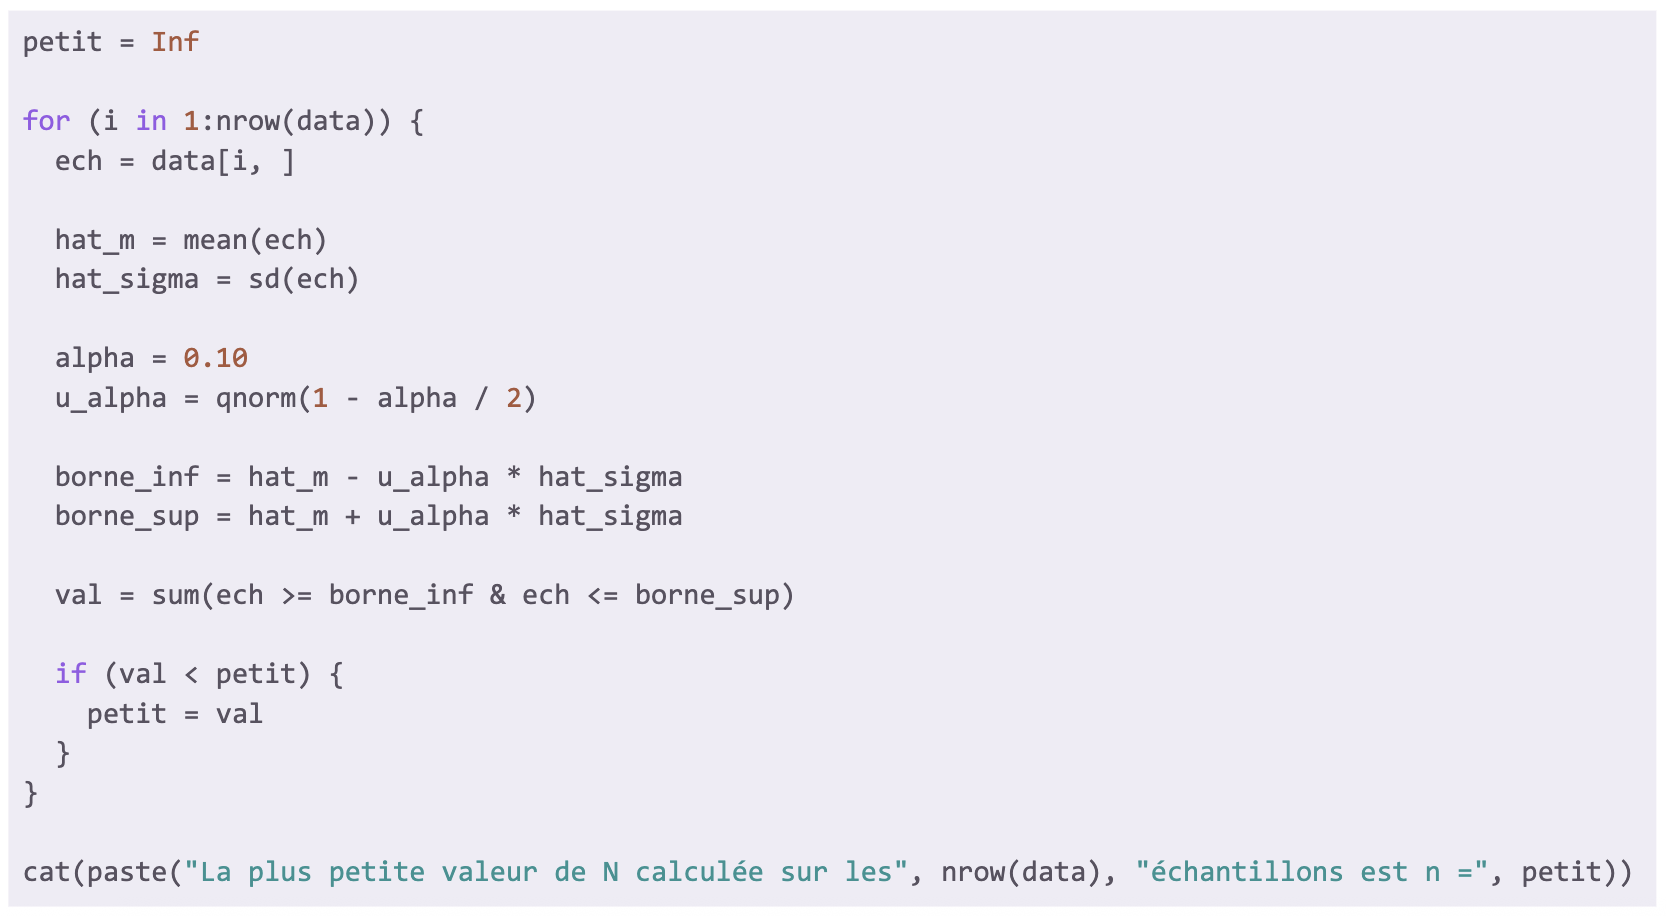 petit = Inf

for (i in 1:nrow(data)) {
  ech = data[i, ]

  hat_m = mean(ech)
  hat_sigma = sd(ech)

  alpha = 0.10
  u_alpha = qnorm(1 - alpha / 2)

  borne_inf = hat_m - u_alpha * hat_sigma
  borne_sup = hat_m + u_alpha * hat_sigma

  val = sum(ech >= borne_inf & ech <= borne_sup)

  if (val < petit) {
    petit = val
  }
}

cat(paste("La plus petite valeur de N calculée sur les", nrow(data), "échantillons est n =", petit))